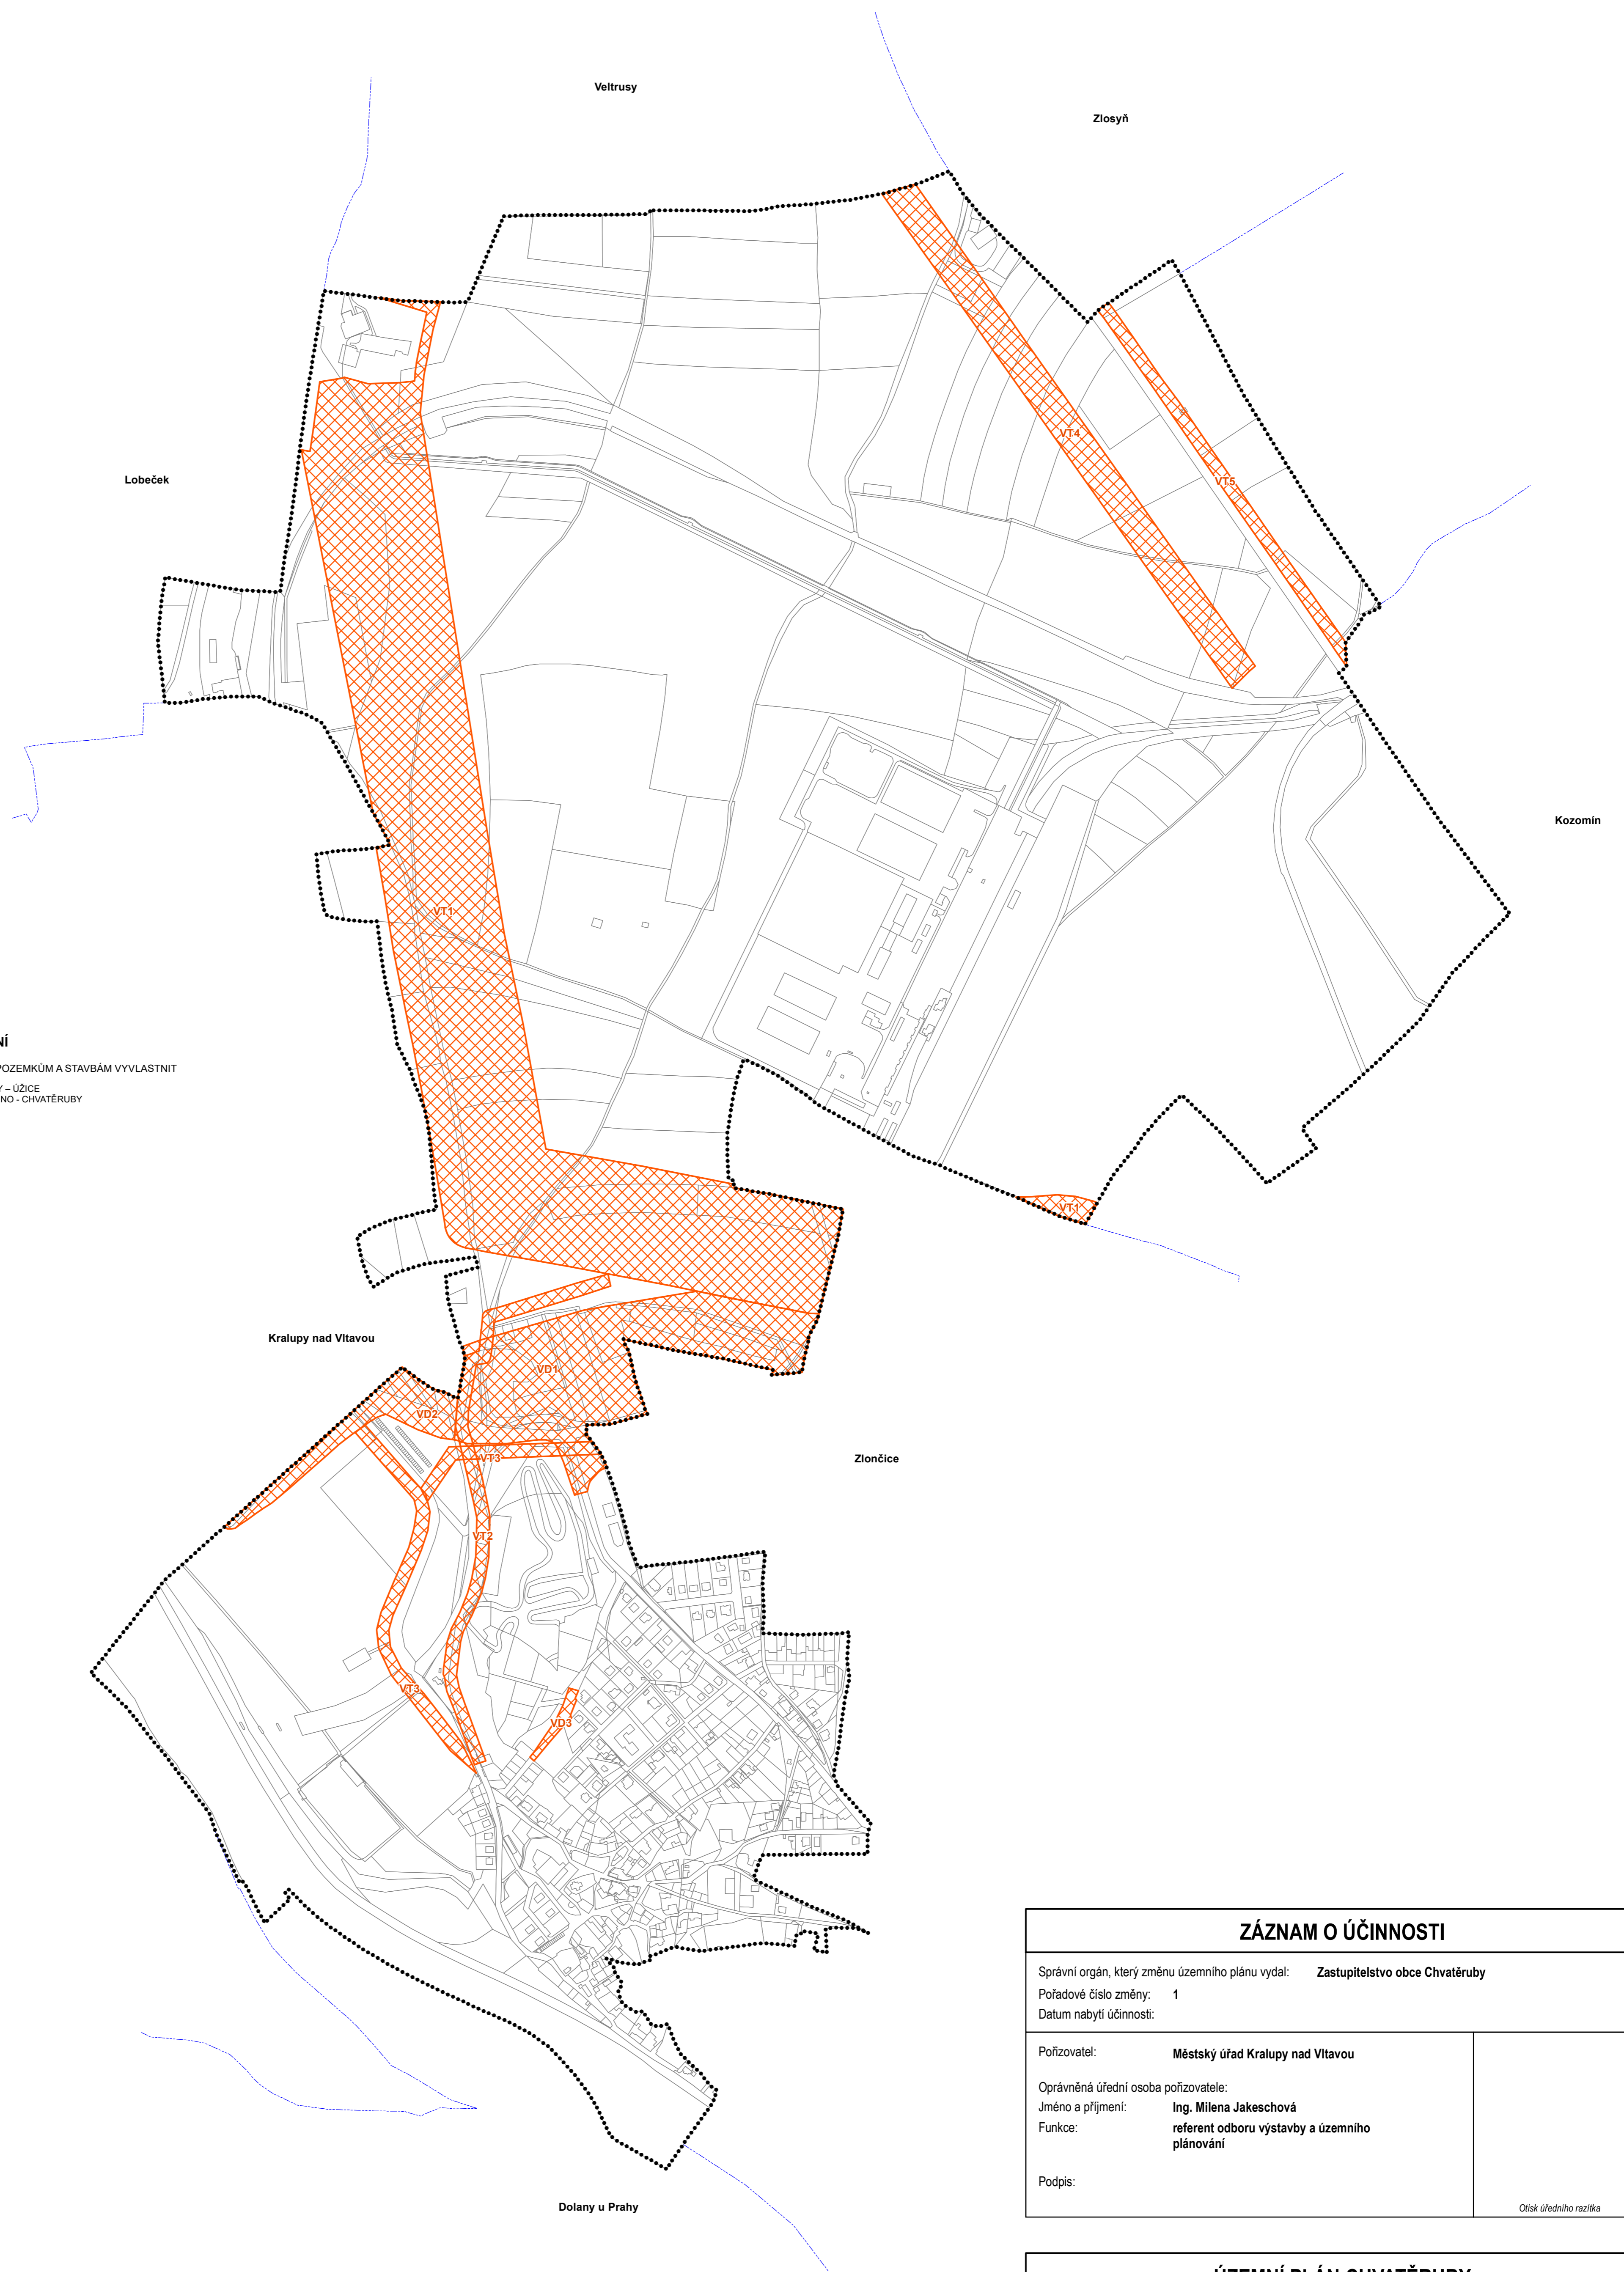 Veltrusy
Zlosyň
VT4
Lobeček
VT5
Kozomín
VT1
NÍ
POZEMKŮM A STAVBÁM VYVLASTNIT
Y – ÚŽICE
NO - CHVATĚRUBY
VT1
Kralupy nad Vltavou
VD1
VD2
VT3
Zlončice
VT2
VT3
VD3
ZÁZNAM O ÚČINNOSTI
Správní orgán, který změnu územního plánu vydal: Zastupitelstvo obce Chvatěruby
Pořadové číslo změny: 1
Datum nabytí účinnosti:
Pořizovatel: Městský úřad Kralupy nad Vltavou
Oprávněná úřední osoba pořizovatele:
Jméno a příjmení: Ing. Milena Jakeschová
Funkce: referent odboru výstavby a územního
plánování
Podpis:
Otisk úředního razítka
Dolany u Prahy
ÚZEMNÍ PLÁN CHVATĚRUBY